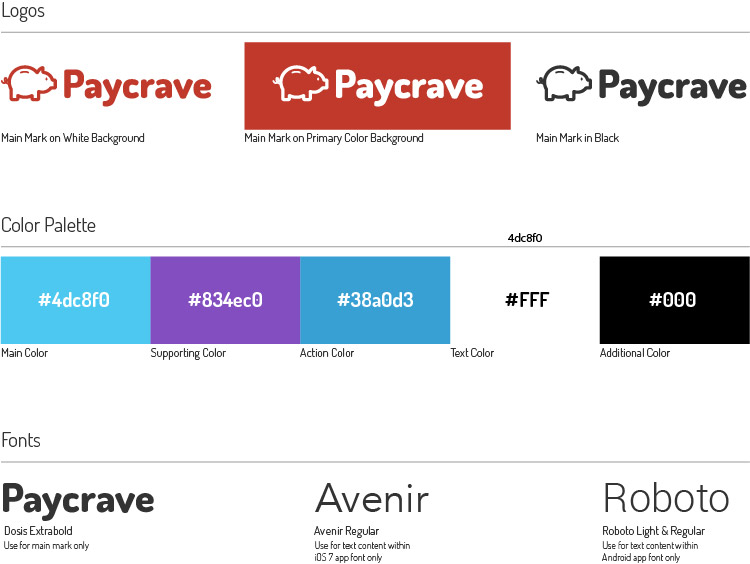 Logos
Paycrave
Paycrave
Paycrave
Main Mark on White Background
Main Mark on Primary Color Background
Main Mark in Black
Color Palette
4dc8f0
#4dc8f0
#834ec0
#38a0d3
#FFF
#000
Main Color
Supporting Color
Action Color
Text Color
Additional Color
Fonts
Paycrave
Avenir
Roboto
Dosis Extrabold
Avenir Regular
Roboto Light & Regular
Use for main mark only
Use for text content within
iOS 7 app font only
Use for text content within
Android app font only